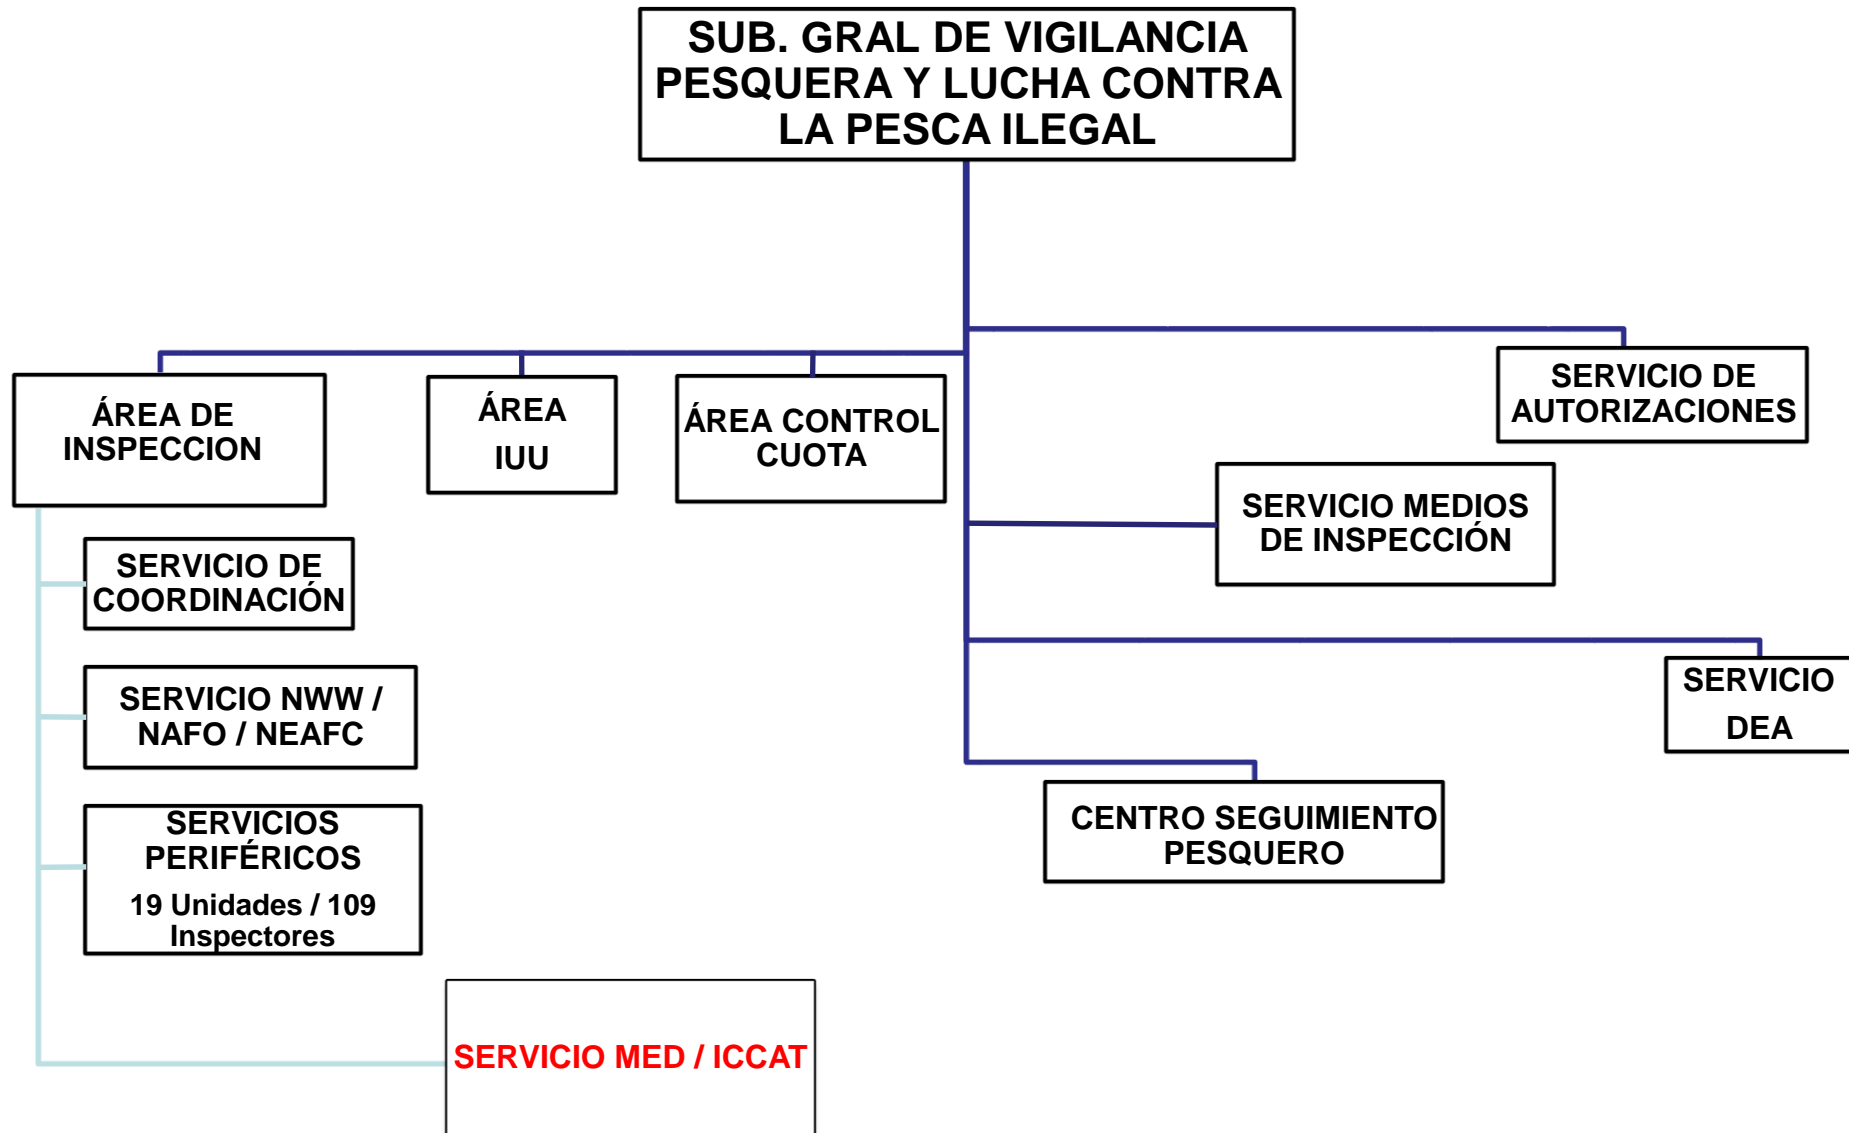 SUB. GRAL DE VIGILANCIA
PESQUERA Y LUCHA CONTRA
LA PESCA ILEGAL
ÁREA DE
INSPECCION
ÁREA
IUU
ÁREA CONTROL
CUOTA
SERVICIO DE
AUTORIZACIONES
SERVICIO MEDIOS
DE INSPECCIÓN
SERVICIO DE
COORDINACIÓN
SERVICIO NWW /
NAFO / NEAFC
SERVICIO
DEA
SERVICIOS
PERIFÉRICOS
19 Unidades / 109
Inspectores
CENTRO SEGUIMIENTO
PESQUERO
SERVICIO MED / ICCAT